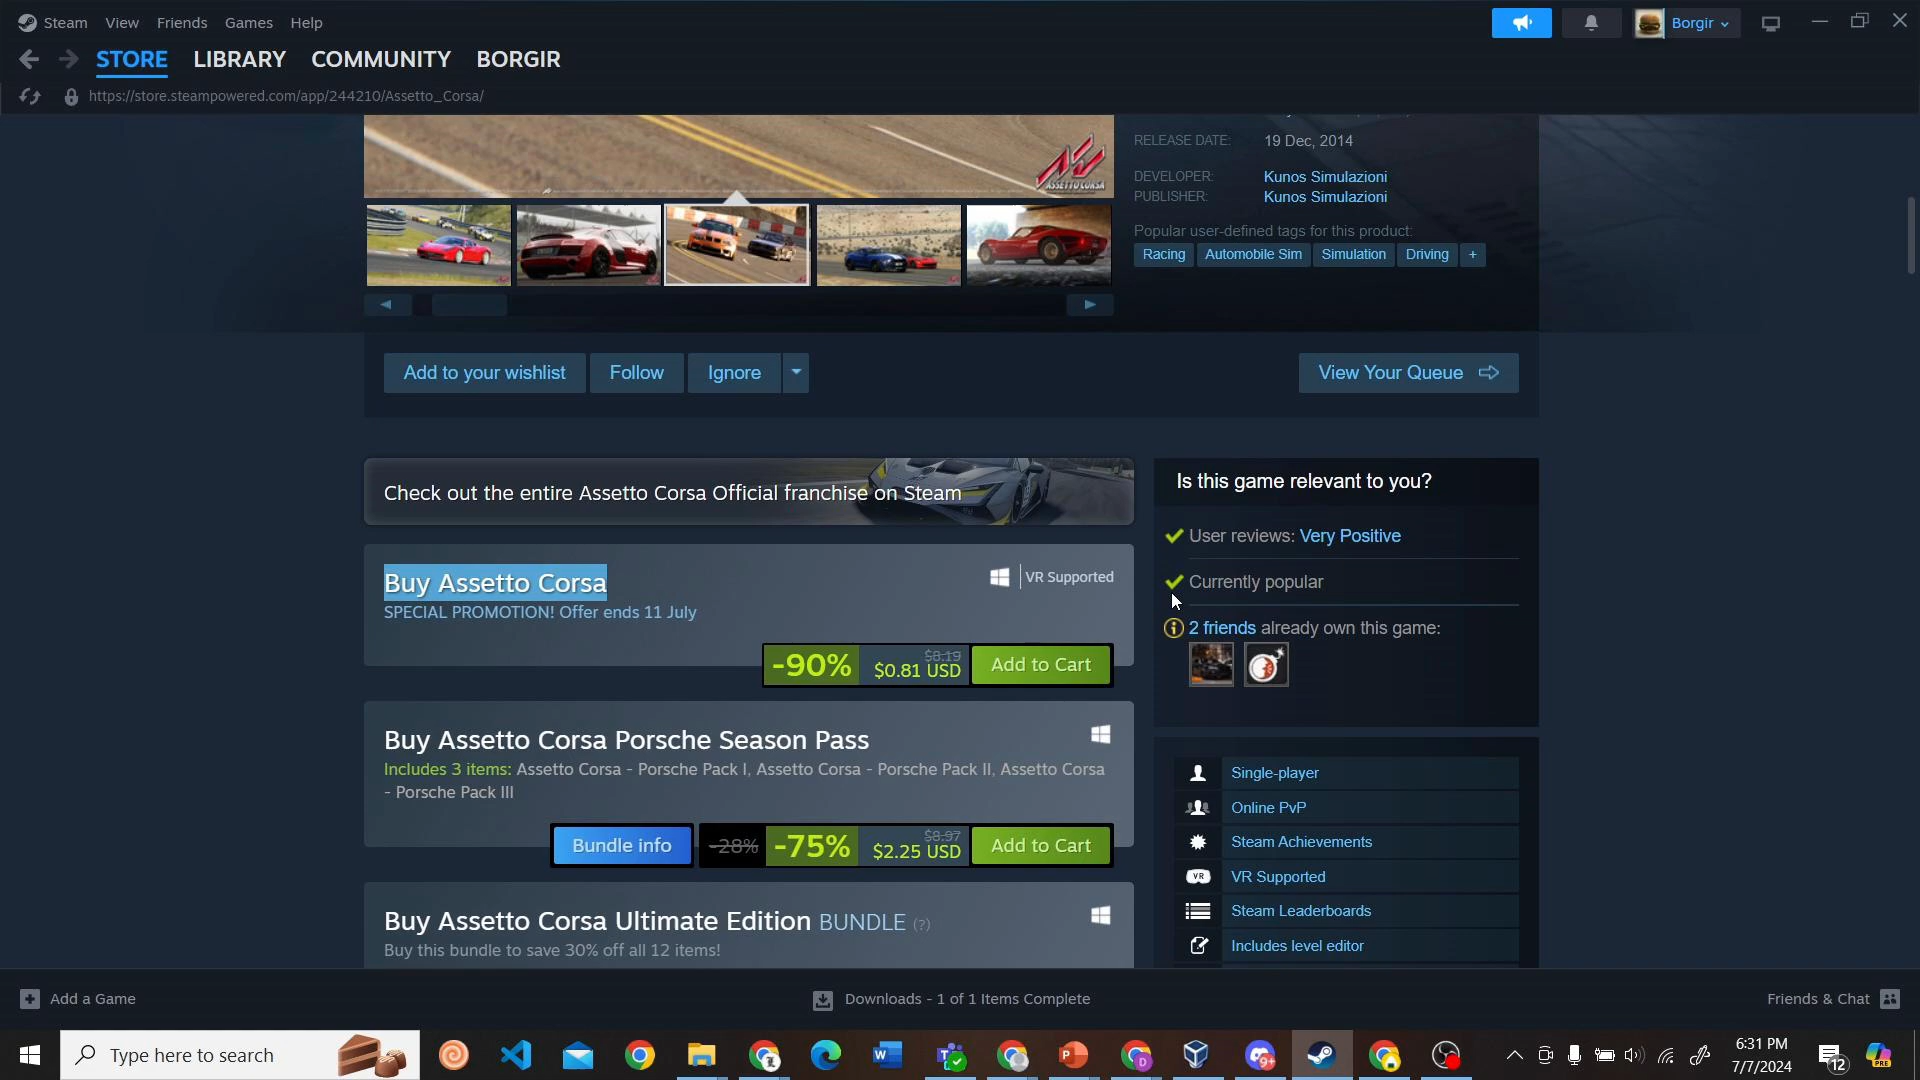 Steam View Friends Games Help
Borgir
STORE LIBRARY COMMUNITY BORGIR
https://store.steampowered.com/app/244210/Assetto_Corsa/
ASSETTO CORSA
RELEASE DATE: 19 Dec, 2014
DEVELOPER: Kunos Simulazioni
PUBLISHER: Kunos Simulazioni
Popular user-defined tags for this product:
Racing Automobile Sim Simulation Driving +
Add to your wishlist Follow Ignore View Your Queue
Check out the entire Assetto Corsa Official franchise on Steam
Buy Assetto Corsa
VR Supported
SPECIAL PROMOTION! Offer ends 11 July
-90% $8.19 $0.81 USD Add to Cart
Buy Assetto Corsa Porsche Season Pass
Includes 3 items: Assetto Corsa - Porsche Pack I, Assetto Corsa - Porsche Pack II, Assetto Corsa
- Porsche Pack III
Bundle info -28% -75% $8.97 $2.25 USD Add to Cart
Buy Assetto Corsa Ultimate Edition BUNDLE (?)
Buy this bundle to save 30% off all 12 items!
Is this game relevant to you?
User reviews: Very Positive
Currently popular
2 friends already own this game:
Single-player
Online PvP
Steam Achievements
VR VR Supported
Steam Leaderboards
Includes level editor
Add a Game
Downloads - 1 of 1 Items Complete
Friends & Chat
Type here to search
9+
6:31 PM
7/7/2024
12
PRE